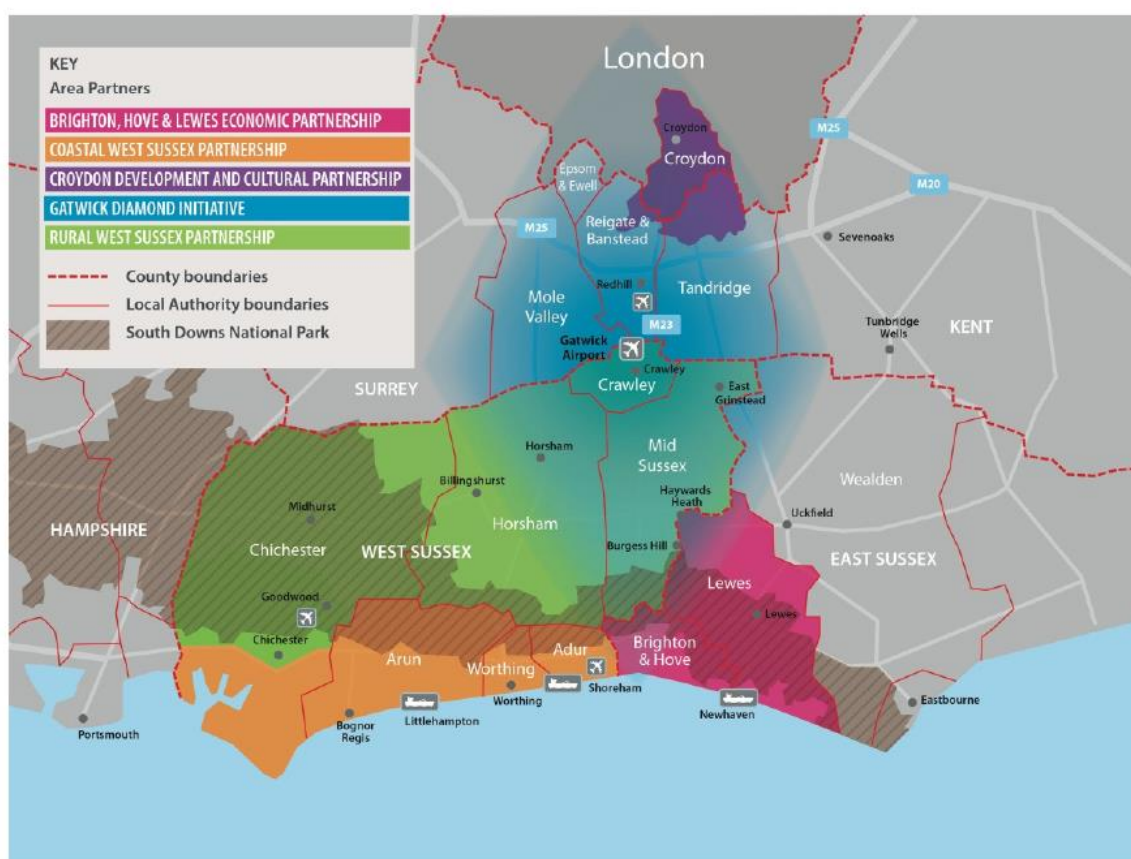 London
KEY
Area Partners
BRIGHTON, HOVE & LEWES ECONOMIC PARTNERSHIP
COASTAL WEST SUSSEX PARTNERSHIP
CROYDON DEVELOPMENT AND CULTURAL PARTNERSHIP
GATWICK DIAMOND INITIATIVE
RURAL WEST SUSSEX PARTNERSHIP
County boundaries
Local Authority boundaries
South Downs National Park
Croydon
Croydon
M25
M20
Epsom
& Ewell
M25
Reigate &
Banstead
Sevenoaks
Redhill
Tandridge
Mole
Valley
M23
Tunbridge
Wells
KENT
Gatwick
Airport
Crawley
Crawley
SURREY
East
Grinstead
Horsham
Mid
Sussex
Wealden
Billingshurst
Haywards
Heath
Midhurst
HAMPSHIRE
Horsham
Uckfield
Chichester
WEST SUSSEX
Burgess Hill
EAST SUSSEX
Lewes
Goodwood
Lewes
Chichester
Arun
Adur
Brighton
& Hove
Worthing
Shoreham
Worthing
Littlehampton
Newhaven
Eastbourne
Bognor
Regis
Portsmouth